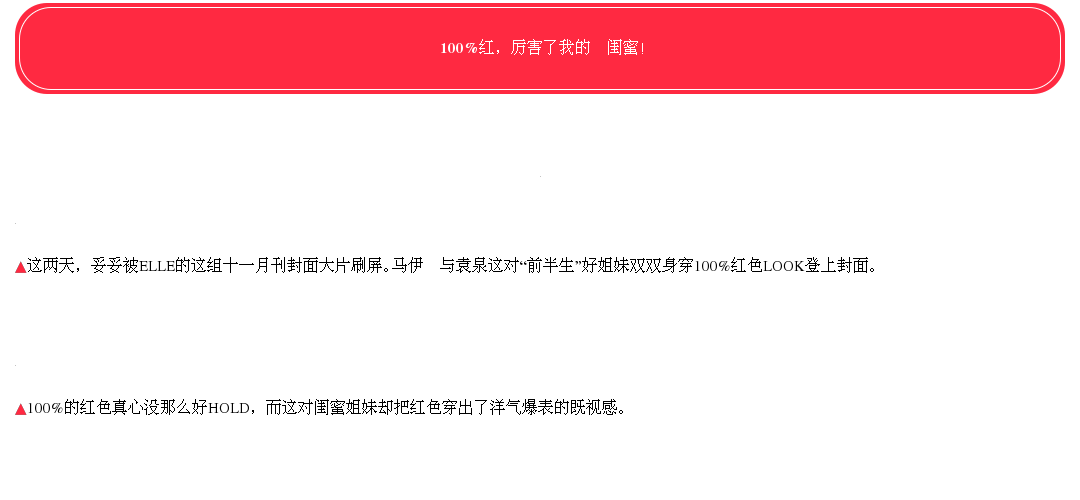 100%红，厉害了我的　闺蜜!
▲这两天，妥妥被ELLE的这组十一月刊封面大片刷屏。马伊　与袁泉这对“前半生”好姐妹双双身穿100%红色LOOK登上封面。
▲100%的红色真心没那么好HOLD，而这对闺蜜姐妹却把红色穿出了洋气爆表的既视感。